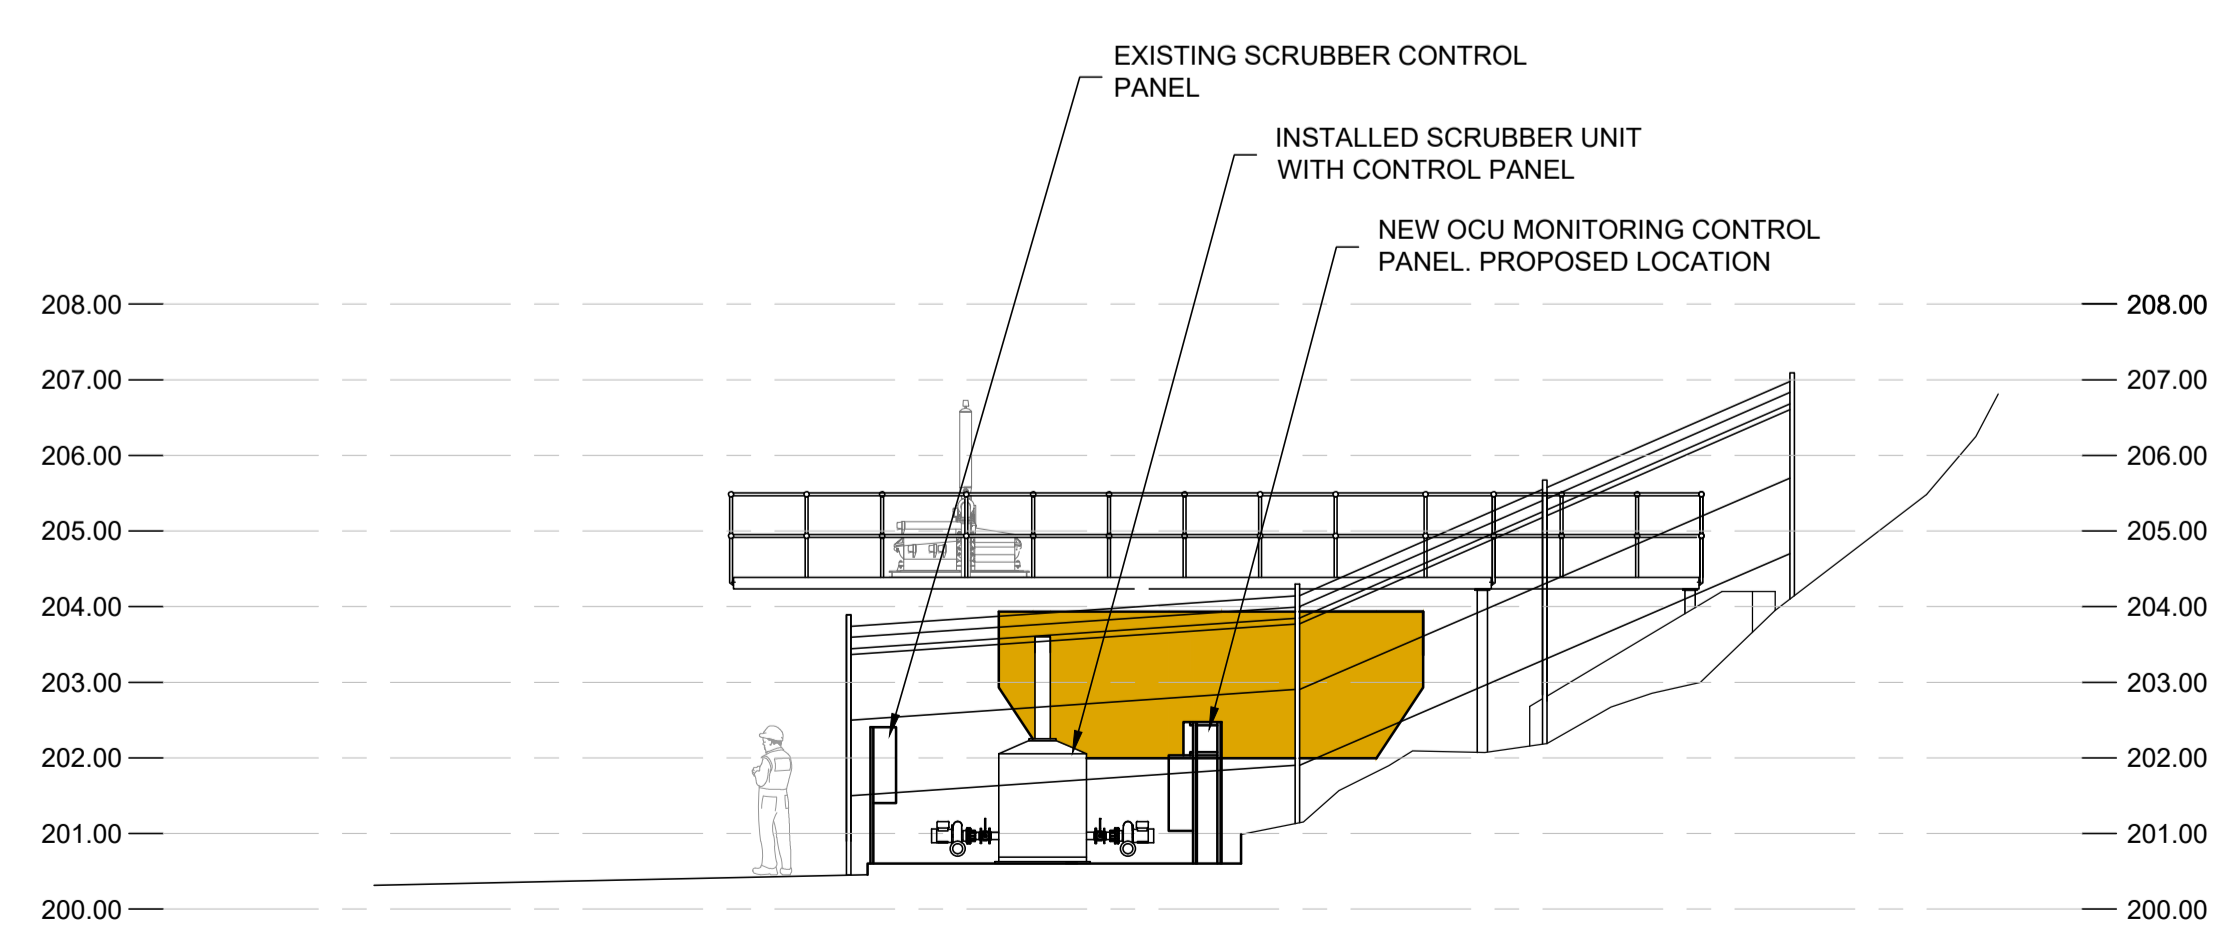 EXISTING SCRUBBER CONTROL
PANEL
INSTALLED SCRUBBER UNIT
WITH CONTROL PANEL
NEW OCU MONITORING CONTROL
PANEL. PROPOSED LOCATION
208.00 208.00
207.00 207.00
206.00 206.00
205.00 205.00
204.00 204.00
203.00 203.00
202.00 202.00
201.00 201.00
200.00 200.00